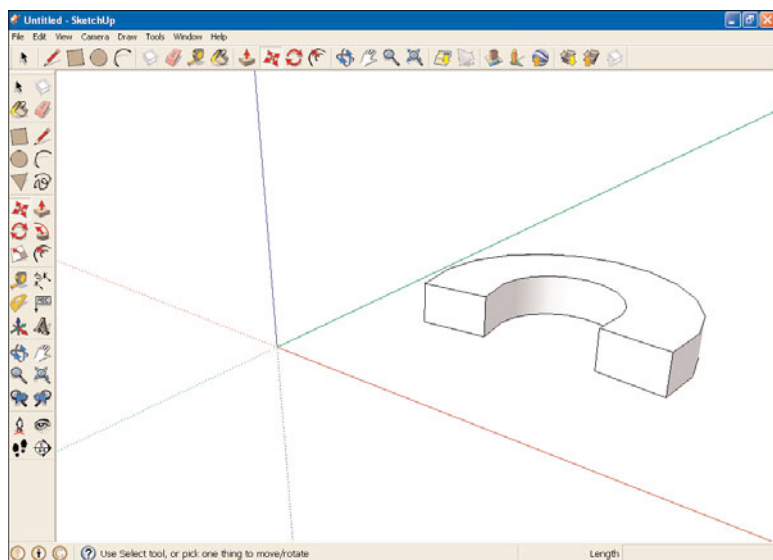 Untitled - SketchUp
File Edit View Camera Draw Tools Window Help
Use Select tool, or pick one thing to move/rotate
Length